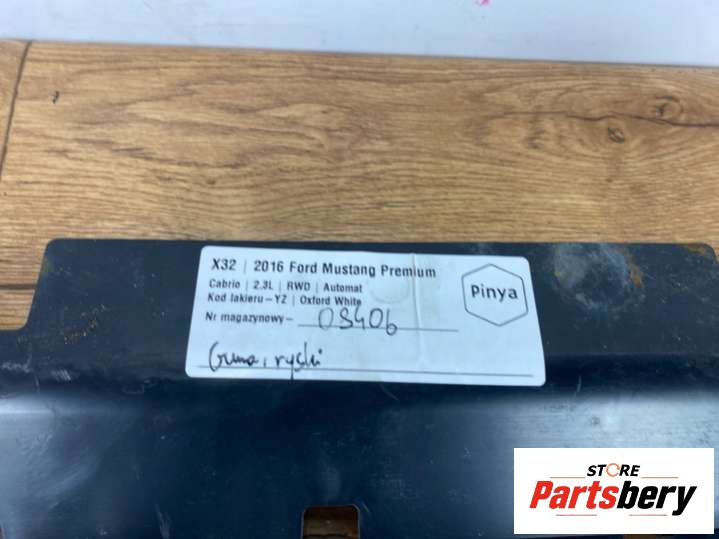 X32 | 2016 Ford Mustang Premium
Cabrio | 2.3L | RWD | Automat
Kod lakieru – YZ | Oxford White
Nr magazynowy – 03406
Guma, ryski
Pinya
STORE
Partsbery